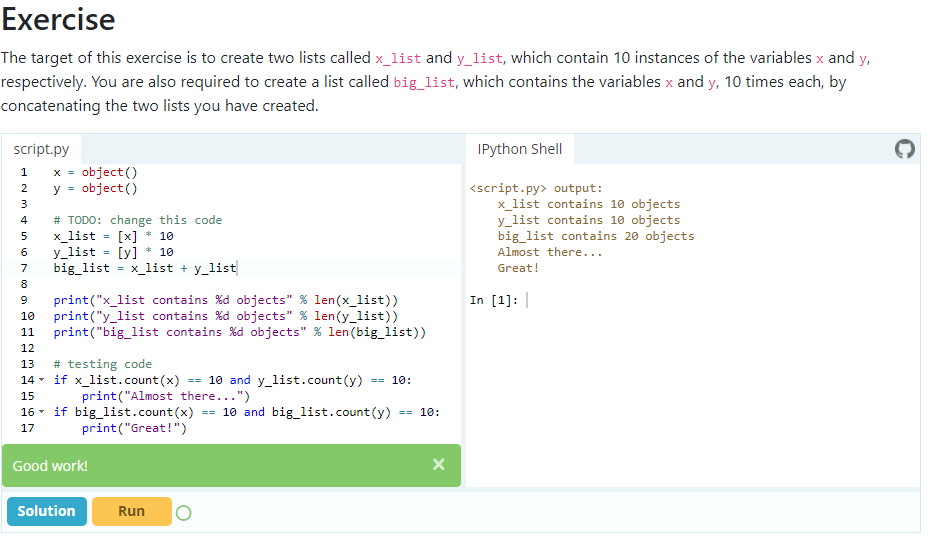 Exercise
The target of this exercise is to create two lists called x_list and y_list, which contain 10 instances of the variables x and y,
respectively. You are also required to create a list called big_list, which contains the variables x and y, 10 times each, by
concatenating the two lists you have created.
script.py
1 x = object()
2 y = object()
3
4 # TODO: change this code
5 x_list = [x] * 10
6 y_list = [y] * 10
7 big_list = x_list + y_list
8
9 print("x_list contains %d objects" % len(x_list))
10 print("y_list contains %d objects" % len(y_list))
11 print("big_list contains %d objects" % len(big_list))
12
13 # testing code
14 if x_list.count(x) == 10 and y_list.count(y) == 10:
15 print("Almost there...")
16 if big_list.count(x) == 10 and big_list.count(y) == 10:
17 print("Great!")
Good work!
Solution
Run
IPython Shell
<script.py> output:
x_list contains 10 objects
y_list contains 10 objects
big_list contains 20 objects
Almost there...
Great!
In [1]: